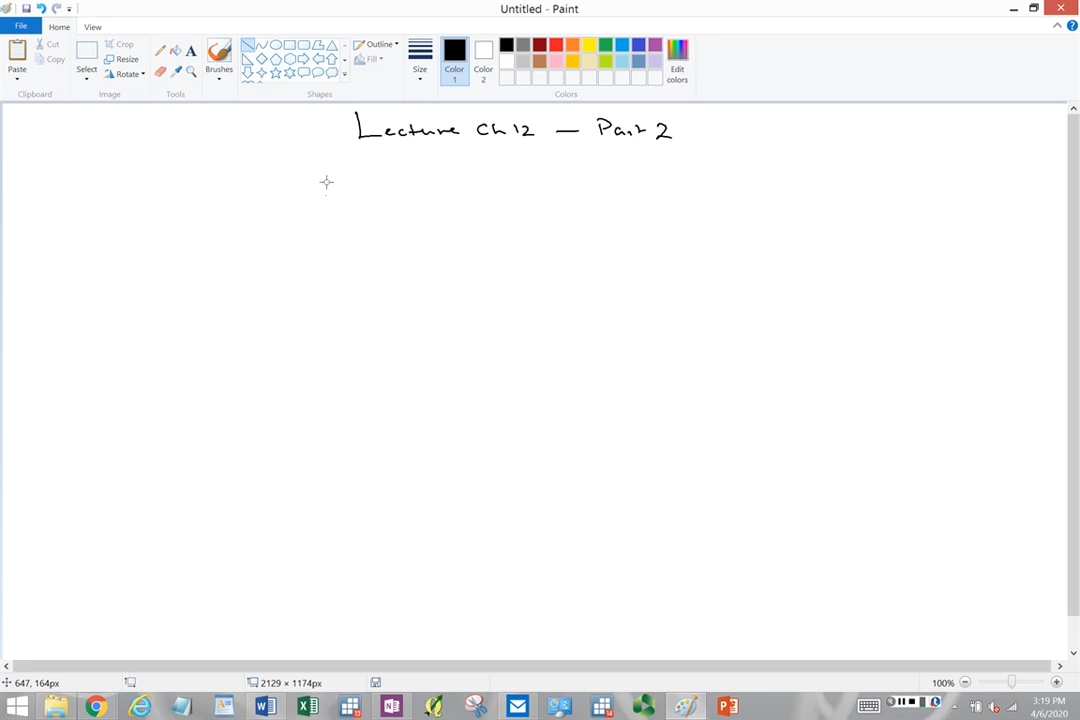 Untitled - Paint
File Home View
Paste
Cut
Copy
Clipboard
Select
Crop
Resize
Rotate
Image
Tools
Brushes
Outline
Fill
Shapes
Size
Color 1
Color 2
Edit colors
Colors
Lecture Ch 12 — Part 2
647, 164px
2129 × 1174px
100%
3:19 PM
4/6/2020